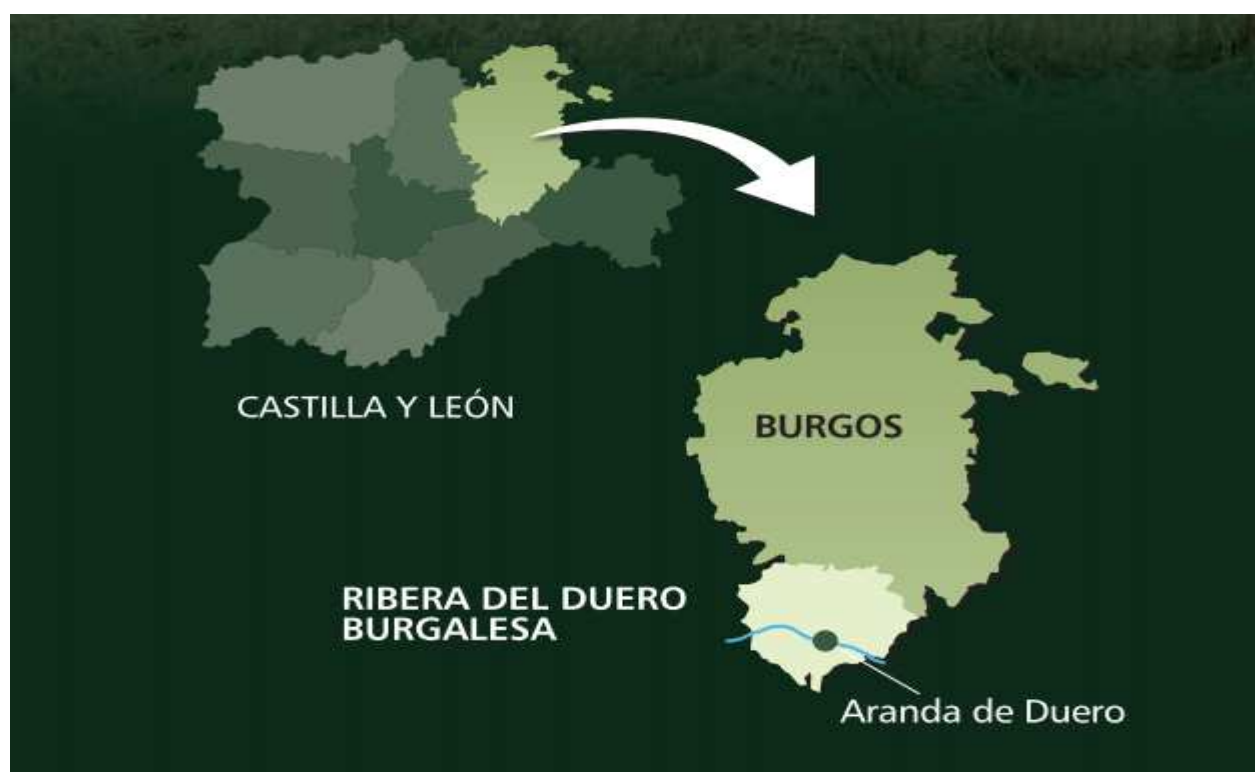 CASTILLA Y LEÓN
BURGOS
RIBERA DEL DUERO
BURGALESA
Aranda de Duero